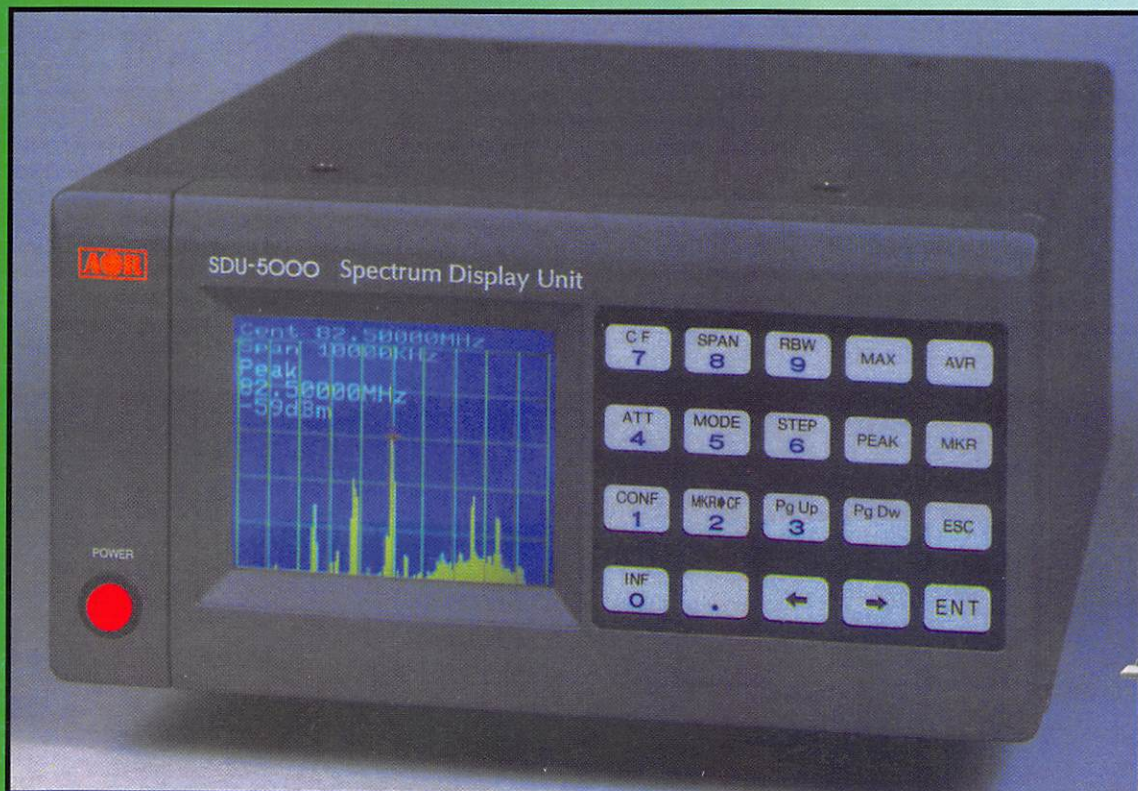 AOR
SDU-5000 Spectrum Display Unit
Cent 82.50000MHz
Span 10000KHz
Peak
82.50000MHz
-59dBm
POWER
CF SPAN RBW MAX AVR
7 8 9
ATT MODE STEP PEAK MKR
4 5 6
CONF MKR➧CF Pg Up Pg Dw ESC
1 2 3
INF . ← → ENT
0